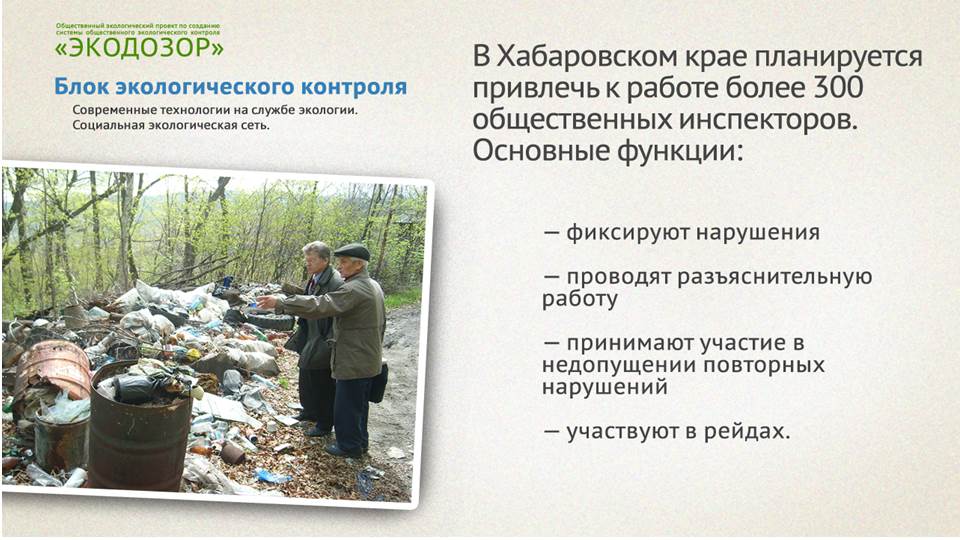 Общественный экологический проект по созданию
системы общественного экологического контроля
«ЭКОДОЗОР»
Блок экологического контроля
Современные технологии на службе экологии.
Социальная экологическая сеть.
В Хабаровском крае планируется
привлечь к работе более 300
общественных инспекторов.
Основные функции:
— фиксируют нарушения
— проводят разъяснительную
работу
— принимают участие в
недопущении повторных
нарушений
— участвуют в рейдах.